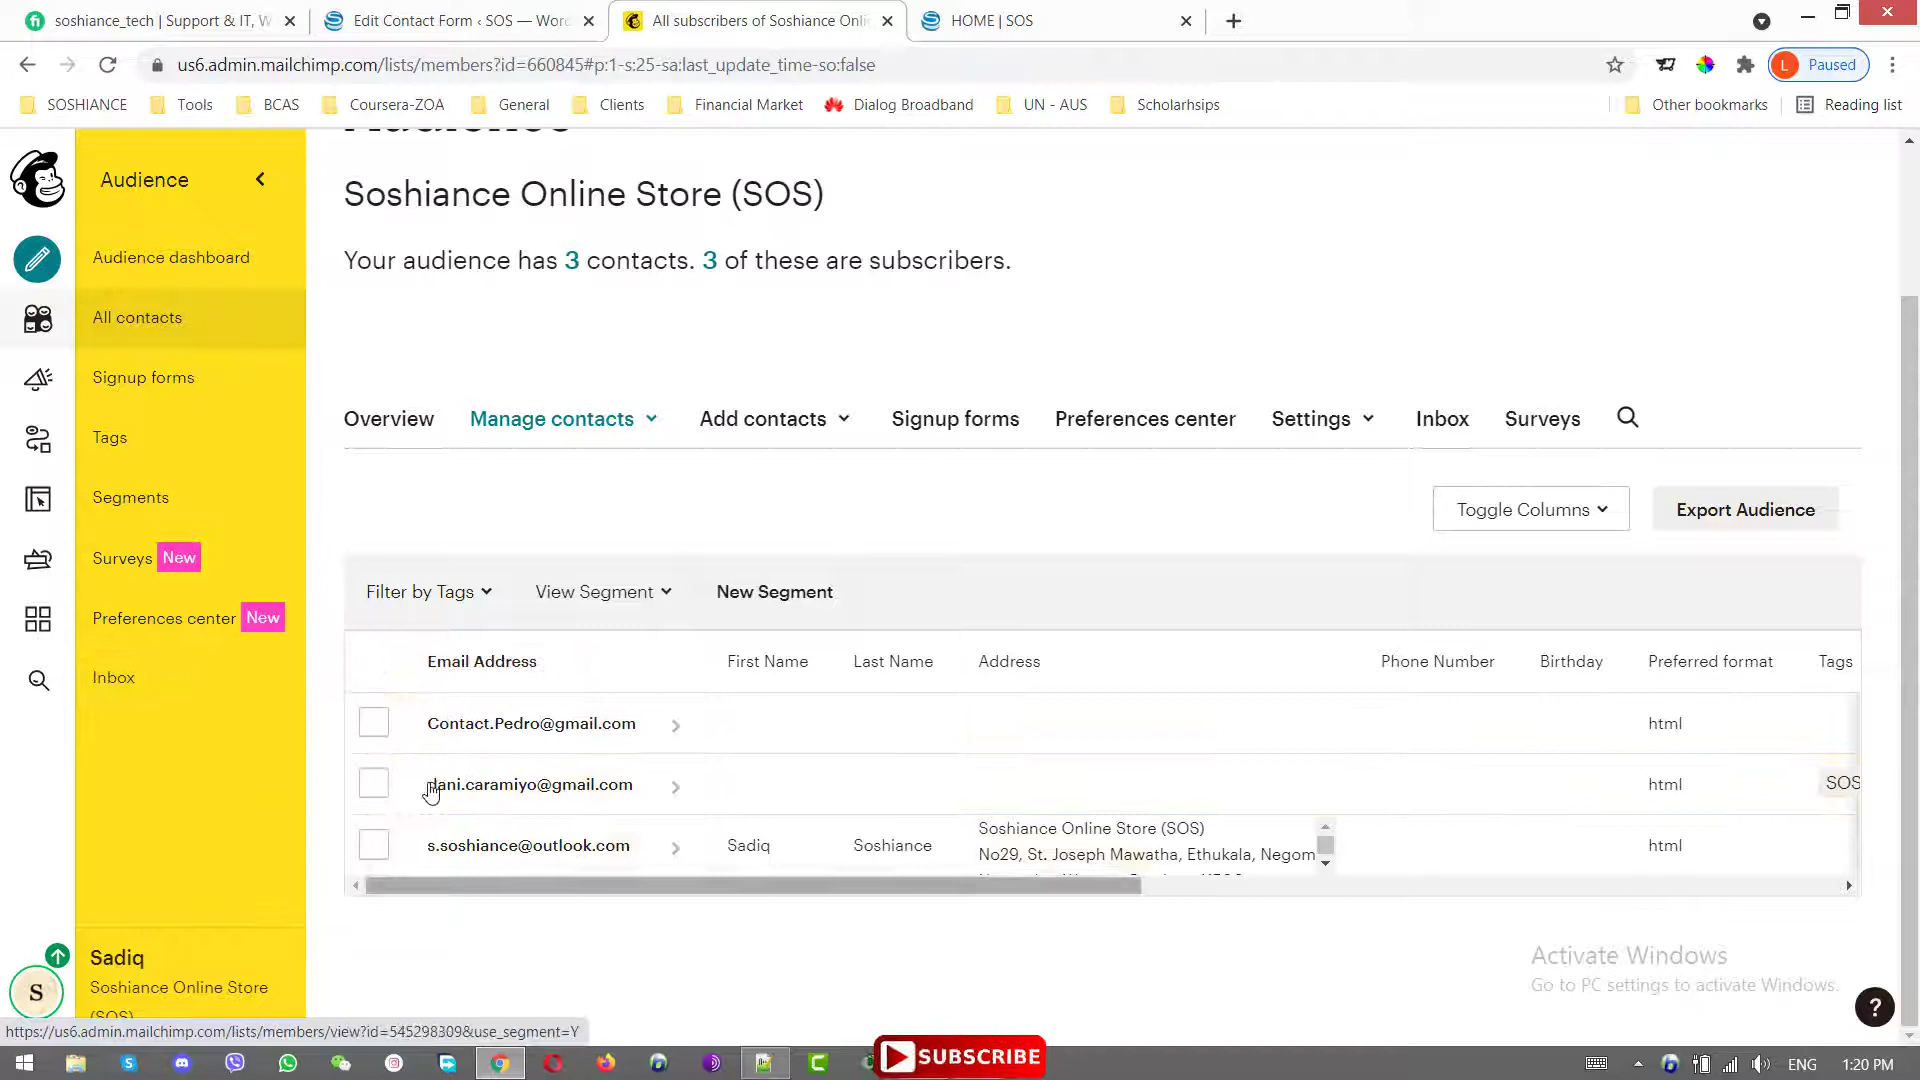 soshiance_tech | Support & IT, W
Edit Contact Form ‹ SOS — Word
All subscribers of Soshiance Onli
HOME | SOS
us6.admin.mailchimp.com/lists/members?id=660845#p:1-s:25-sa:last_update_time-so:false
L Paused
SOSHIANCE Tools BCAS Coursera-ZOA General Clients Financial Market Dialog Broadband UN - AUS Scholarhsips Other bookmarks Reading list
Audience
Audience dashboard
All contacts
Signup forms
Tags
Segments
Surveys New
Preferences center New
Inbox
Sadiq
S
Soshiance Online Store
(SOS)
Audience
Soshiance Online Store (SOS)
Your audience has 3 contacts. 3 of these are subscribers.
Overview Manage contacts Add contacts Signup forms Preferences center Settings Inbox Surveys
Toggle Columns Export Audience
Filter by Tags View Segment New Segment
Email Address First Name Last Name Address Phone Number Birthday Preferred format Tags
Contact.Pedro@gmail.com html
dani.caramiyo@gmail.com html SOS
s.soshiance@outlook.com Sadiq Soshiance Soshiance Online Store (SOS) html
No29, St. Joseph Mawatha, Ethukala, Negom
Activate Windows
Go to PC settings to activate Windows.
?
https://us6.admin.mailchimp.com/lists/members/view?id=545298309&use_segment=Y
SUBSCRIBE
ENG 1:20 PM